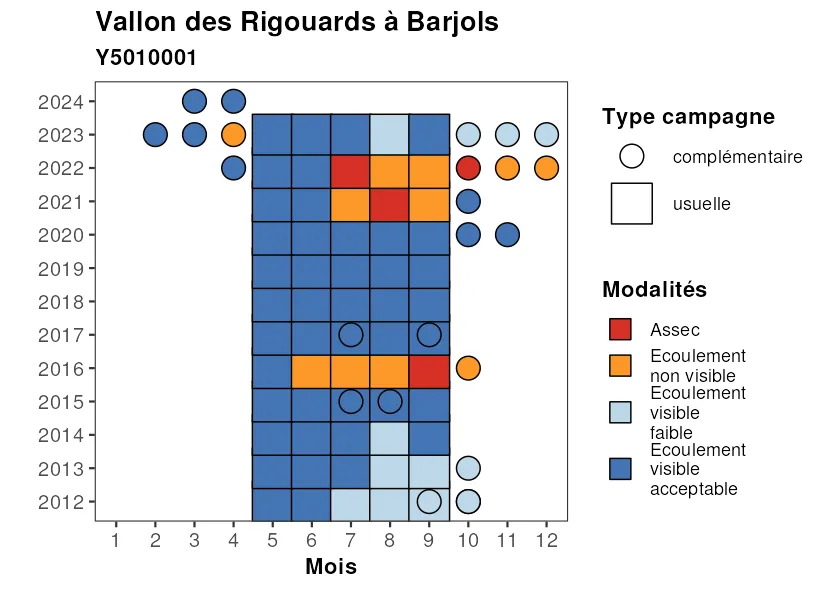 Vallon des Rigouards à Barjols
Y5010001
2024
2023
2022
2021
2020
2019
2018
2017
2016
2015
2014
2013
2012
1 2 3 4 5 6 7 8 9 10 11 12
Mois
Type campagne
complémentaire
usuelle
Modalités
Assec
Ecoulement
non visible
Ecoulement
visible
faible
Ecoulement
visible
acceptable